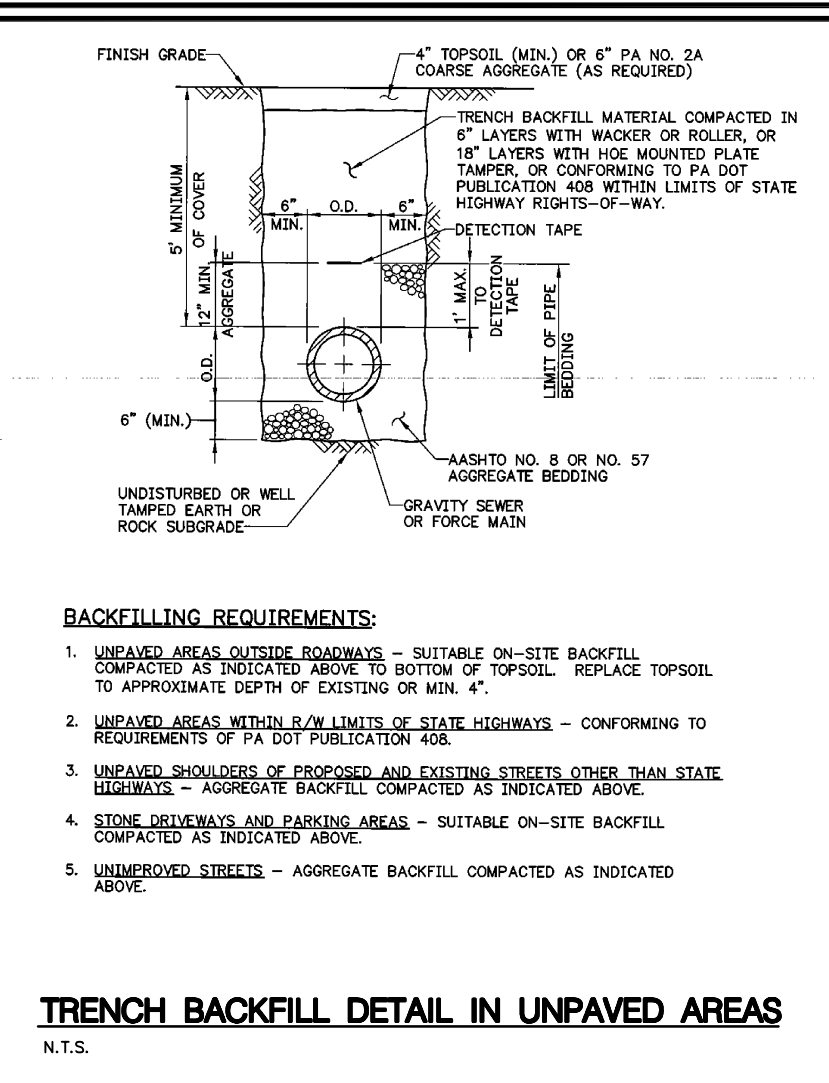 FINISH GRADE
4" TOPSOIL (MIN.) OR 6" PA NO. 2A
COARSE AGGREGATE (AS REQUIRED)
TRENCH BACKFILL MATERIAL COMPACTED IN
6" LAYERS WITH WACKER OR ROLLER, OR
18" LAYERS WITH HOE MOUNTED PLATE
TAMPER, OR CONFORMING TO PA DOT
PUBLICATION 408 WITHIN LIMITS OF STATE
HIGHWAY RIGHTS-OF-WAY.
5' MINIMUM
OF COVER
6"
MIN.
O.D.
6"
MIN.
DETECTION TAPE
12" MIN.
AGGREGATE
1' MAX.
TO
DETECTION
TAPE
LIMIT OF PIPE
BEDDING
O.D.
6" (MIN.)
AASHTO NO. 8 OR NO. 57
AGGREGATE BEDDING
UNDISTURBED OR WELL
TAMPED EARTH OR
ROCK SUBGRADE
GRAVITY SEWER
OR FORCE MAIN
BACKFILLING REQUIREMENTS:
1. UNPAVED AREAS OUTSIDE ROADWAYS – SUITABLE ON-SITE BACKFILL
COMPACTED AS INDICATED ABOVE TO BOTTOM OF TOPSOIL. REPLACE TOPSOIL
TO APPROXIMATE DEPTH OF EXISTING OR MIN. 4".
2. UNPAVED AREAS WITHIN R/W LIMITS OF STATE HIGHWAYS – CONFORMING TO
REQUIREMENTS OF PA DOT PUBLICATION 408.
3. UNPAVED SHOULDERS OF PROPOSED AND EXISTING STREETS OTHER THAN STATE
HIGHWAYS – AGGREGATE BACKFILL COMPACTED AS INDICATED ABOVE.
4. STONE DRIVEWAYS AND PARKING AREAS – SUITABLE ON-SITE BACKFILL
COMPACTED AS INDICATED ABOVE.
5. UNIMPROVED STREETS – AGGREGATE BACKFILL COMPACTED AS INDICATED
ABOVE.
TRENCH BACKFILL DETAIL IN UNPAVED AREAS
N.T.S.